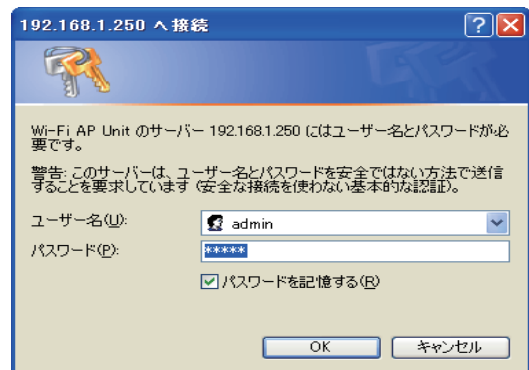 192.168.1.250 へ接続
Wi-Fi AP Unit のサーバー 192.168.1.250 にはユーザー名とパスワードが必
要です。
警告: このサーバーは、ユーザー名とパスワードを安全ではない方法で送信
することを要求しています (安全な接続を使わない基本的な認証)。
ユーザー名(U):
admin
パスワード(P):
*****
パスワードを記憶する(R)
OK
キャンセル